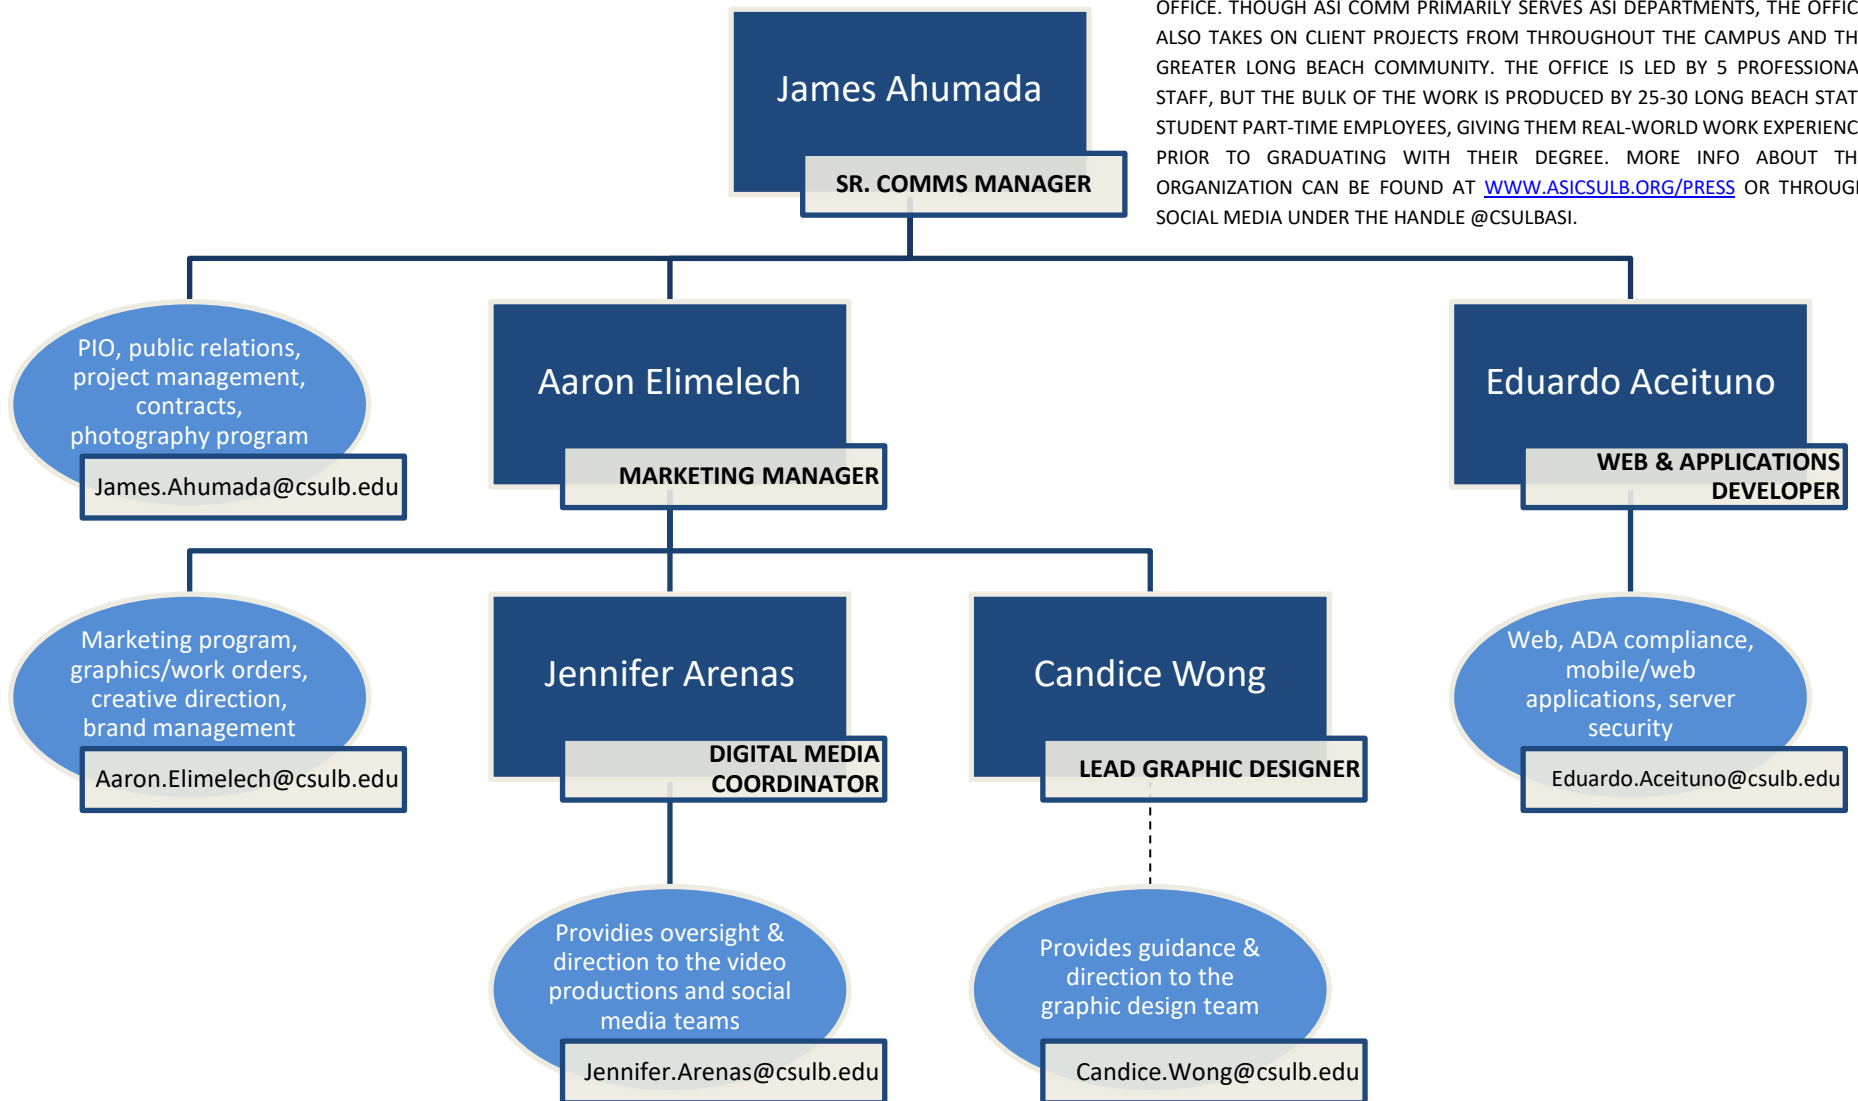 OFFICE. THOUGH ASI COMM PRIMARILY SERVES ASI DEPARTMENTS, THE OFFIC
ALSO TAKES ON CLIENT PROJECTS FROM THROUGHOUT THE CAMPUS AND TH
GREATER LONG BEACH COMMUNITY. THE OFFICE IS LED BY 5 PROFESSIONA
STAFF, BUT THE BULK OF THE WORK IS PRODUCED BY 25-30 LONG BEACH STAT
STUDENT PART-TIME EMPLOYEES, GIVING THEM REAL-WORLD WORK EXPERIENC
PRIOR TO GRADUATING WITH THEIR DEGREE. MORE INFO ABOUT TH
ORGANIZATION CAN BE FOUND AT WWW.ASICSULB.ORG/PRESS OR THROUGH
SOCIAL MEDIA UNDER THE HANDLE @CSULBASI.
James Ahumada
SR. COMMS MANAGER
PIO, public relations,
project management,
contracts,
photography program
James.Ahumada@csulb.edu
Aaron Elimelech
MARKETING MANAGER
Eduardo Aceituno
WEB & APPLICATIONS
DEVELOPER
Marketing program,
graphics/work orders,
creative direction,
brand management
Aaron.Elimelech@csulb.edu
Jennifer Arenas
DIGITAL MEDIA
COORDINATOR
Candice Wong
LEAD GRAPHIC DESIGNER
Web, ADA compliance,
mobile/web
applications, server
security
Eduardo.Aceituno@csulb.edu
Providies oversight &
direction to the video
productions and social
media teams
Jennifer.Arenas@csulb.edu
Provides guidance &
direction to the
graphic design team
Candice.Wong@csulb.edu